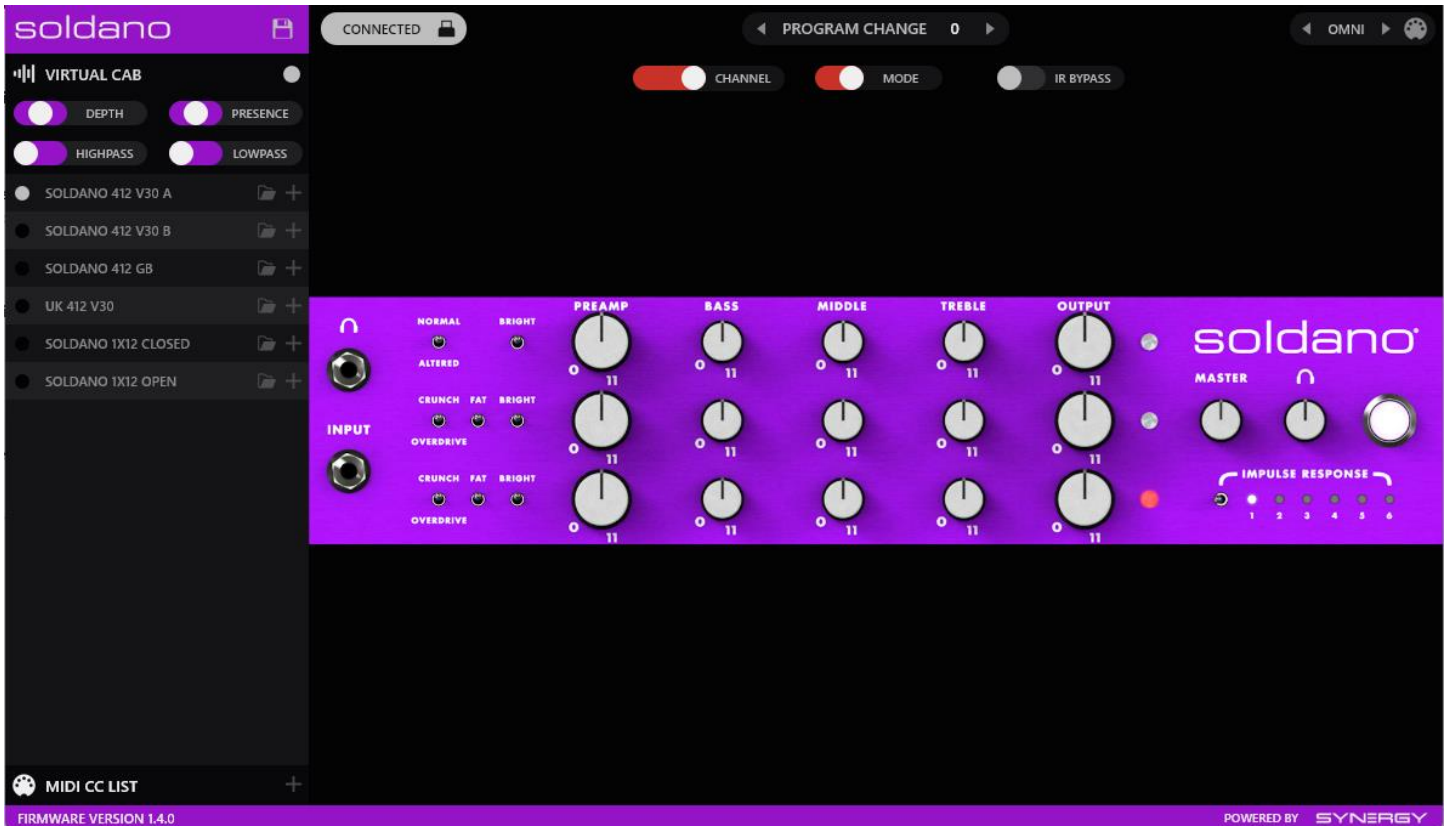 soldano
CONNECTED
PROGRAM CHANGE 0
OMNI
VIRTUAL CAB
CHANNEL
MODE
IR BYPASS
DEPTH
PRESENCE
HIGHPASS
LOWPASS
SOLDANO 412 V30 A
SOLDANO 412 V30 B
SOLDANO 412 GB
UK 412 V30
SOLDANO 1X12 CLOSED
SOLDANO 1X12 OPEN
PREAMP BASS MIDDLE TREBLE OUTPUT
NORMAL BRIGHT
ALTERED
0 11 0 11 0 11 0 11 0 11
CRUNCH FAT BRIGHT
OVERDRIVE
0 11 0 11 0 11 0 11 0 11
CRUNCH FAT BRIGHT
OVERDRIVE
0 11 0 11 0 11 0 11 0 11
INPUT
soldano
MASTER
IMPULSE RESPONSE
1 2 3 4 5 6
MIDI CC LIST
FIRMWARE VERSION 1.4.0
POWERED BY SYNERGY